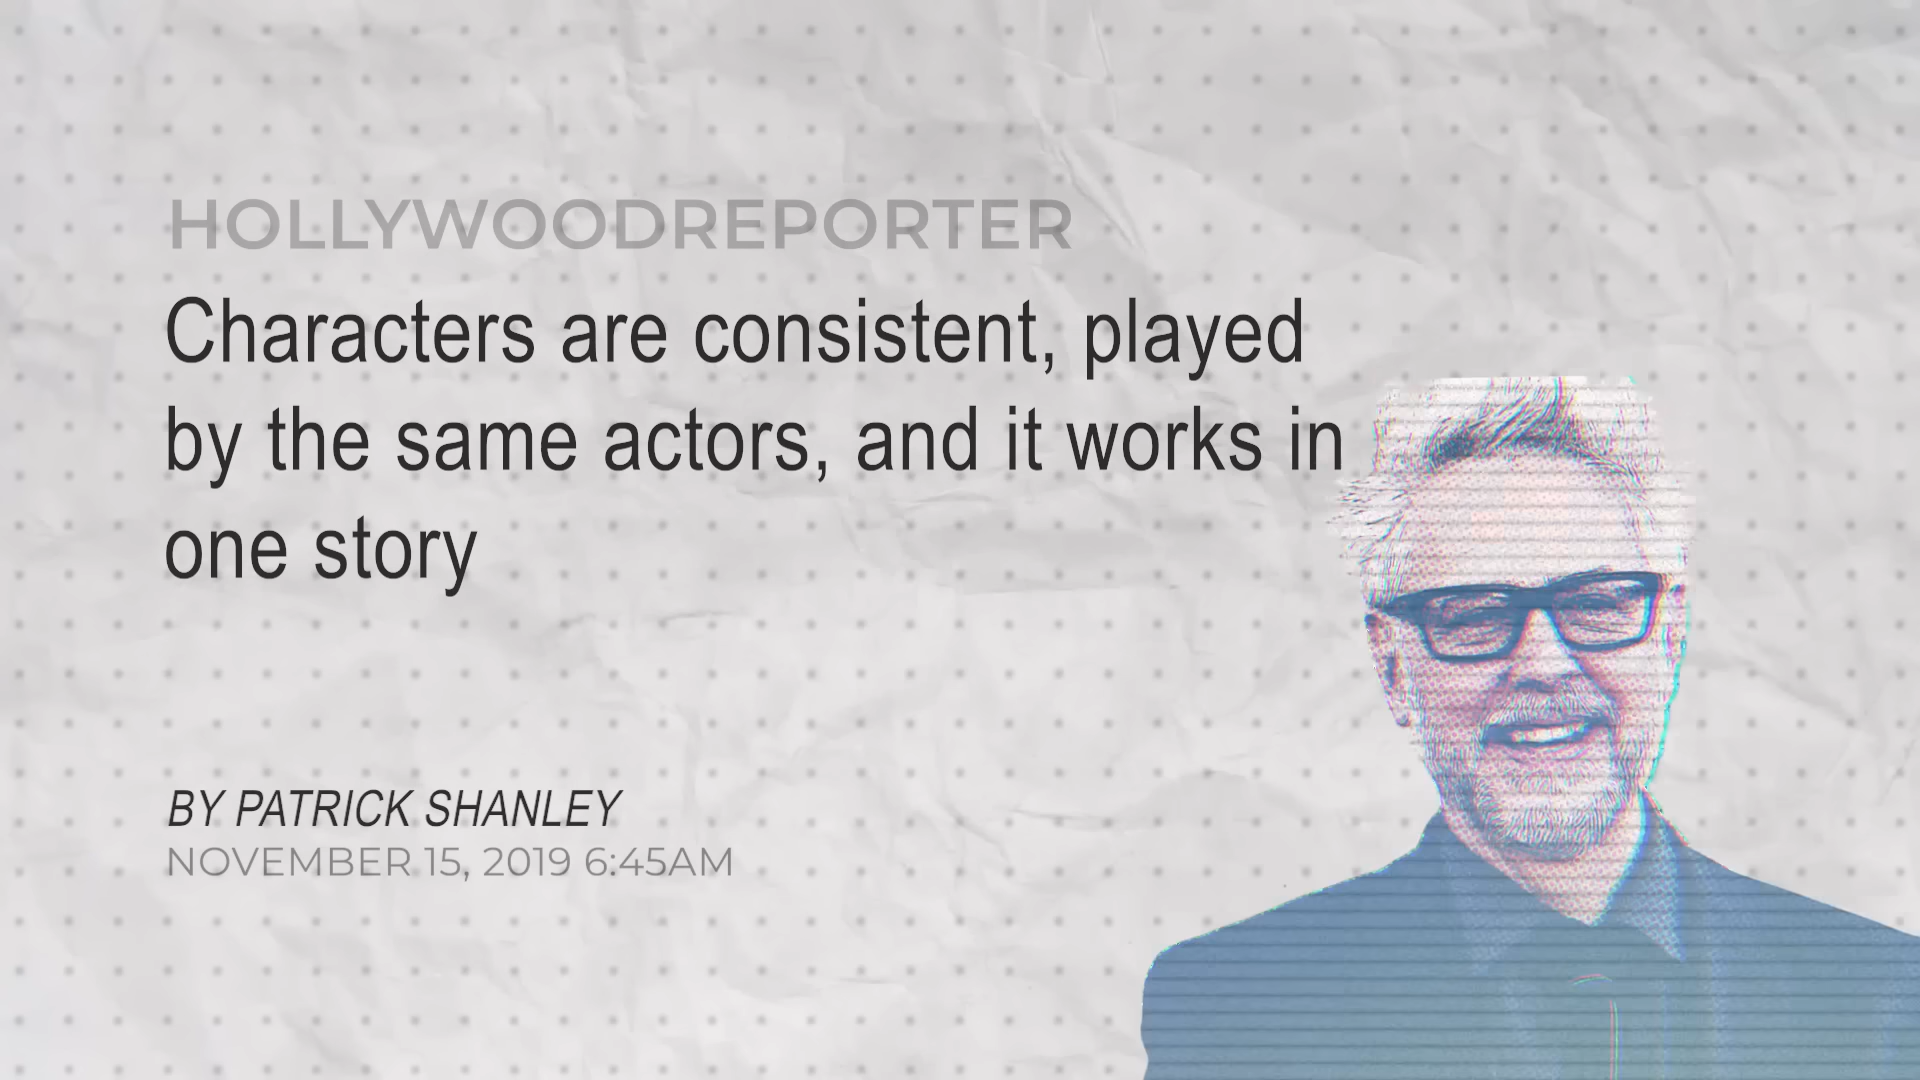 HOLLYWOODREPORTER
Characters are consistent, played
by the same actors, and it works in
one story
BY PATRICK SHANLEY
NOVEMBER 15, 2019 6:45AM